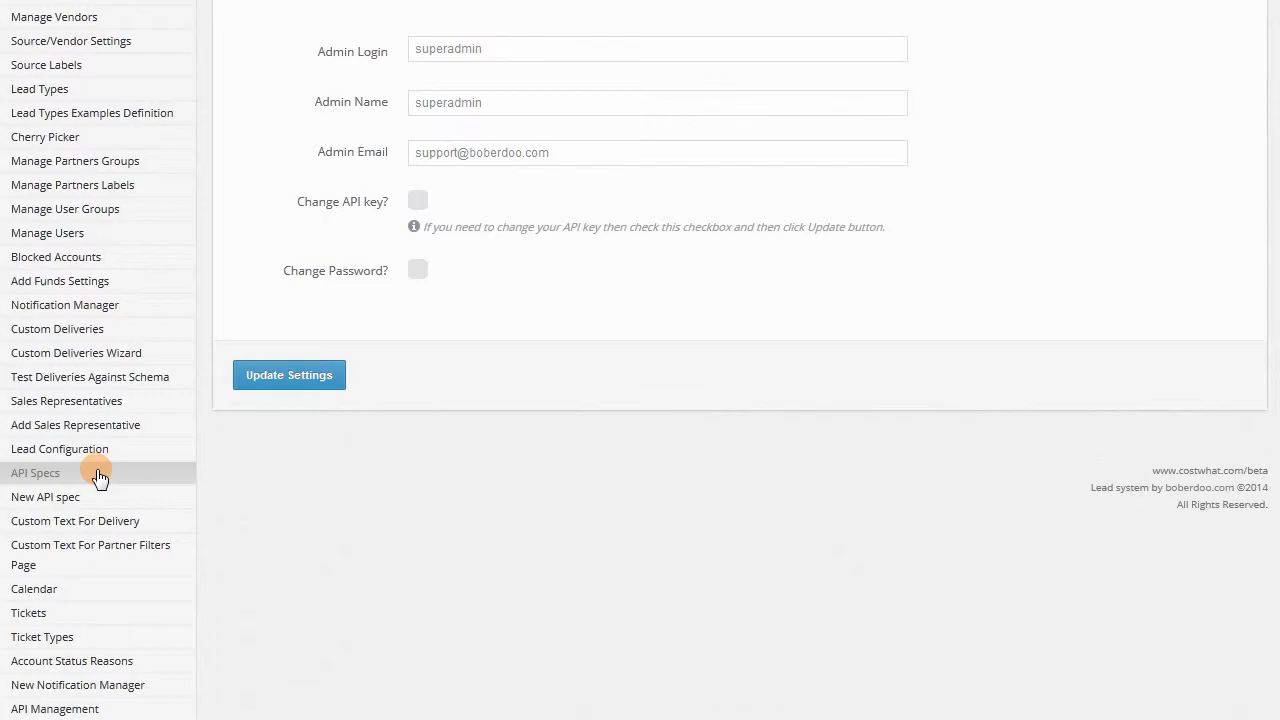 Manage Vendors
Source/Vendor Settings
Source Labels
Lead Types
Lead Types Examples Definition
Cherry Picker
Manage Partners Groups
Manage Partners Labels
Manage User Groups
Manage Users
Blocked Accounts
Add Funds Settings
Notification Manager
Custom Deliveries
Custom Deliveries Wizard
Test Deliveries Against Schema
Sales Representatives
Add Sales Representative
Lead Configuration
API Specs
New API spec
Custom Text For Delivery
Custom Text For Partner Filters
Page
Calendar
Tickets
Ticket Types
Account Status Reasons
New Notification Manager
API Management
Admin Login superadmin
Admin Name superadmin
Admin Email support@boberdoo.com
Change API key?
If you need to change your API key then check this checkbox and then click Update button.
Change Password?
Update Settings
www.costwhat.com/beta
Lead system by boberdoo.com ©2014
All Rights Reserved.